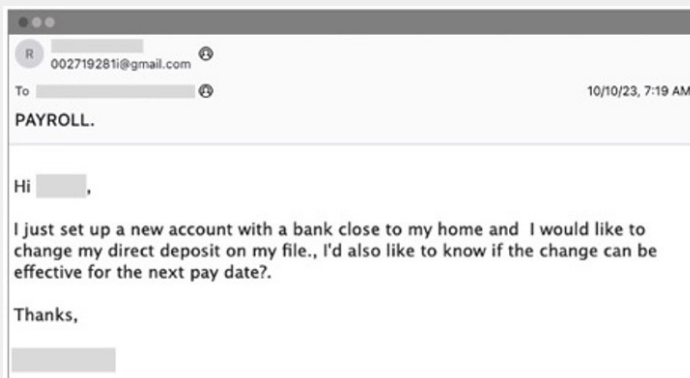 R
002719281i@gmail.com
To
10/10/23, 7:19 AM
PAYROLL.
Hi ,
I just set up a new account with a bank close to my home and I would like to
change my direct deposit on my file., I'd also like to know if the change can be
effective for the next pay date?.
Thanks,